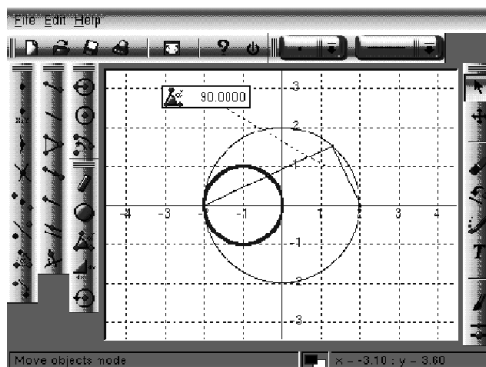 File Edit Help
90.0000
3
2
1
-4 -3 -2 -1 1 2 3 4
-1
-2
-3
Move objects mode
x = -3.10 : y = 3.60